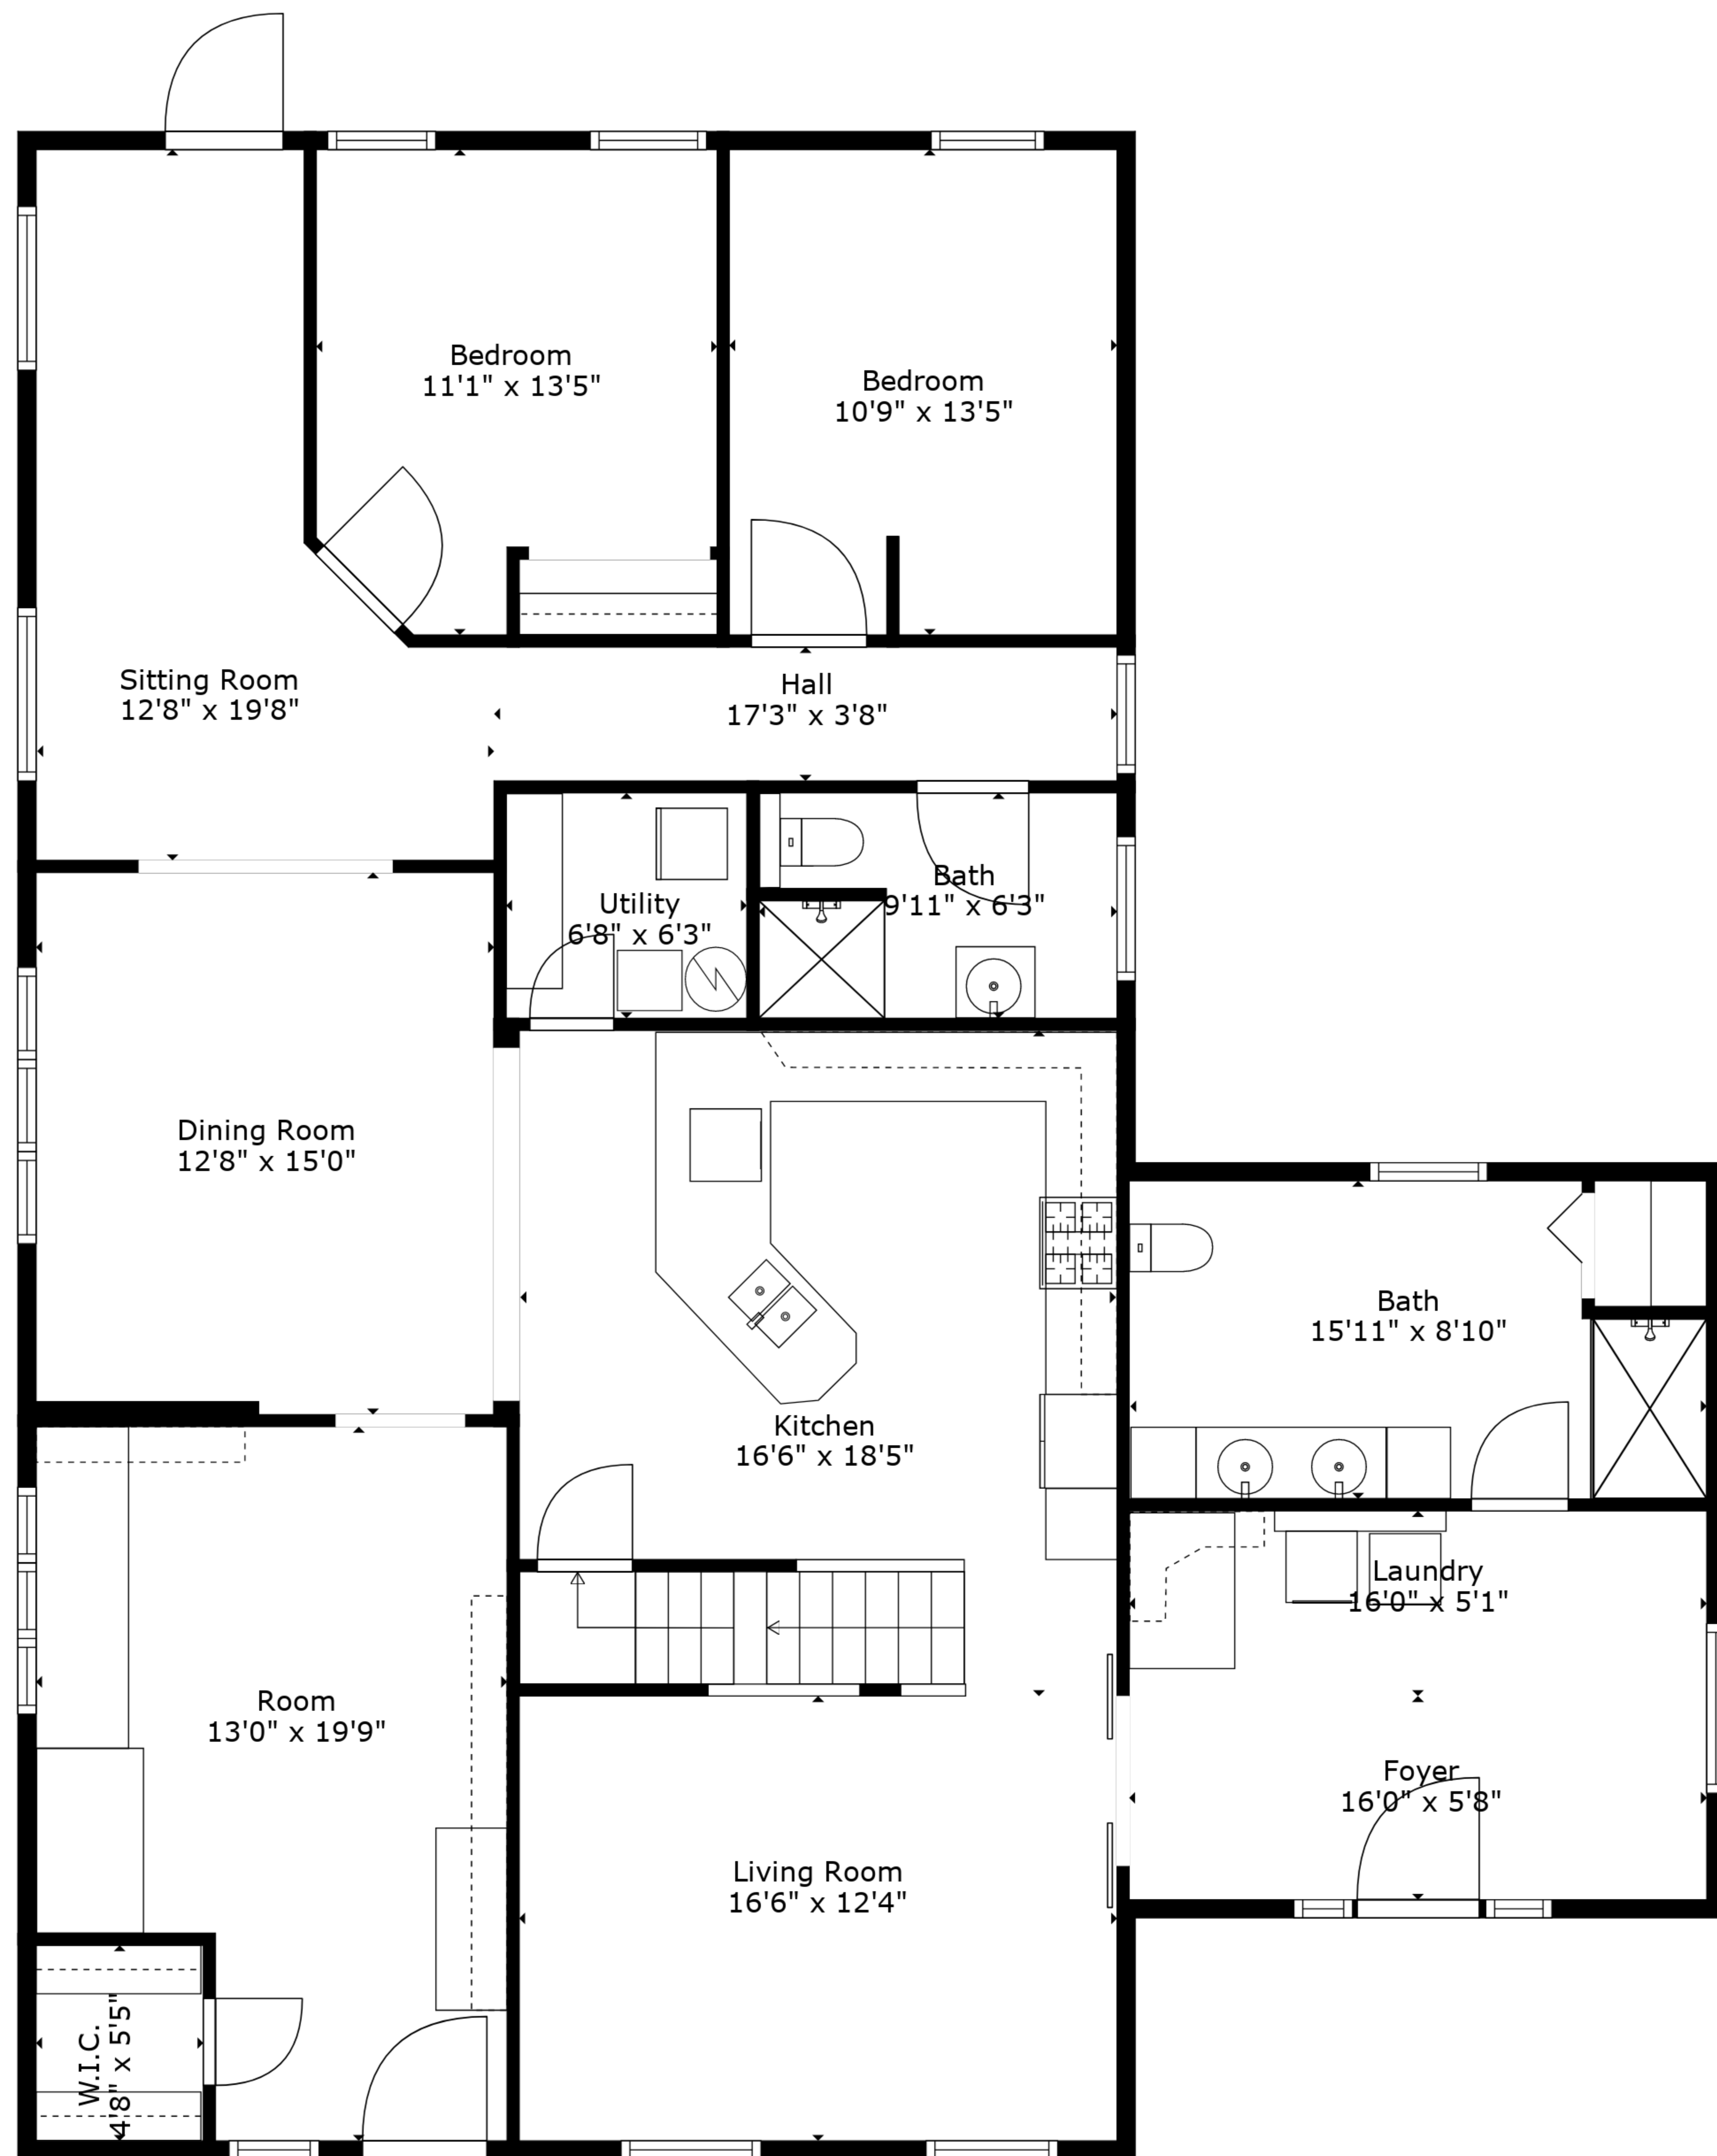 Bedroom
11'1" x 13'5"
Bedroom
10'9" x 13'5"
Sitting Room
12'8" x 19'8"
Hall
17'3" x 3'8"
Utility
6'8" x 6'3"
Bath
9'11" x 6'3"
Dining Room
12'8" x 15'0"
Bath
15'11" x 8'10"
Kitchen
16'6" x 18'5"
Laundry
16'0" x 5'1"
Room
13'0" x 19'9"
Foyer
16'0" x 5'8"
Living Room
16'6" x 12'4"
W.I.C.
4'8" x 5'5"